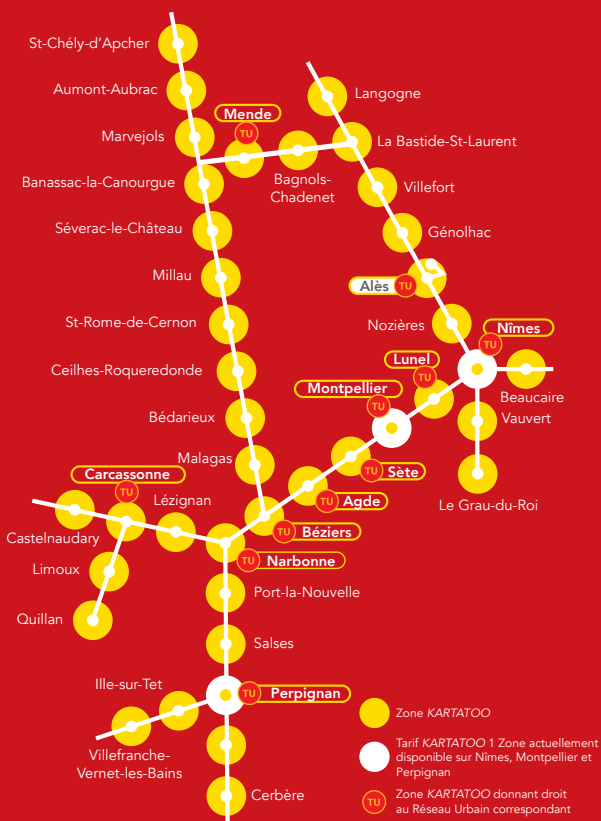 St-Chély-d'Apcher
Aumont-Aubrac
Marvejols
Banassac-la-Canourgue
Séverac-le-Château
Millau
St-Rome-de-Cernon
Ceilhes-Roqueredonde
Bédarieux
Malagas
Mende
TU
Bagnols-
Chadenet
Langogne
La Bastide-St-Laurent
Villefort
Génolhac
Alès TU
Nozières
Nîmes
TU
Lunel
TU
Montpellier
TU
Beaucaire
Vauvert
Le Grau-du-Roi
TU Sète
TU Agde
TU Béziers
TU Narbonne
Carcassonne
TU
Lézignan
Castelnaudary
Limoux
Quillan
Port-la-Nouvelle
Salses
TU Perpignan
Ille-sur-Tet
Villefranche-
Vernet-les-Bains
Cerbère
Zone KARTATOO
Tarif KARTATOO 1 Zone actuellement
disponible sur Nîmes, Montpellier et
Perpignan
TU Zone KARTATOO donnant droit
au Réseau Urbain correspondant